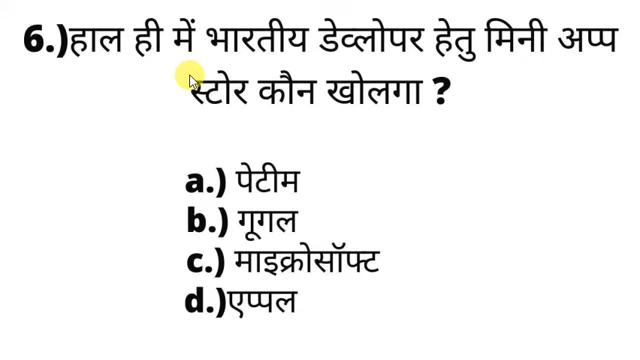 6.)हाल ही में भारतीय डेव्लोपर हेतु मिनी अप्प
स्टोर कौन खोलगा ?
a.) पेटीम
b.) गूगल
c.) माइक्रोसॉफ्ट
d.)एप्पल